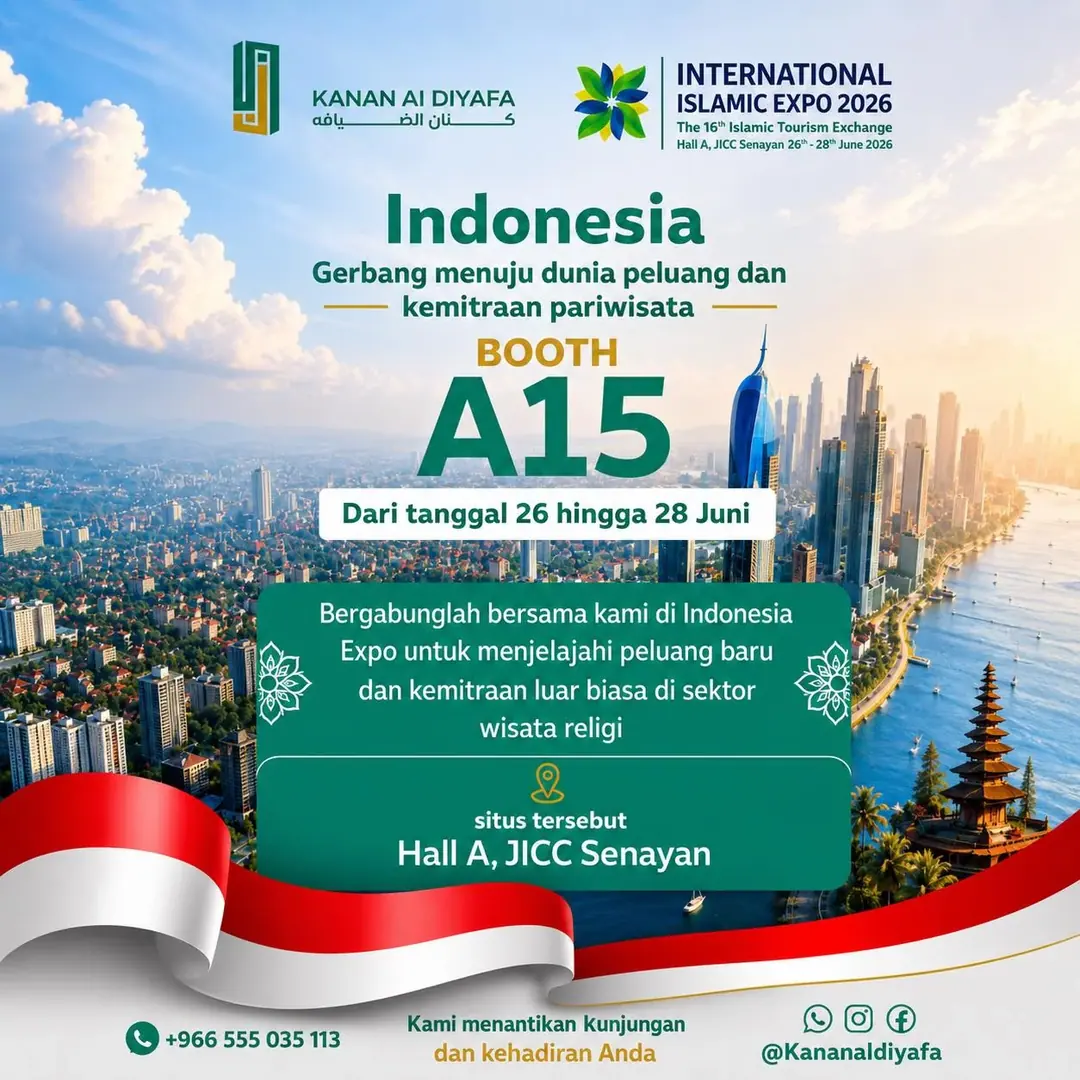 KANAN Al DIYAFA
كنان الضيافه
INTERNATIONAL
ISLAMIC EXPO 2026
The 16th Islamic Tourism Exchange
Hall A, JICC Senayan 26th - 28th June 2026
Indonesia
Gerbang menuju dunia peluang dan
kemitraan pariwisata
BOOTH
A15
Dari tanggal 26 hingga 28 Juni
Bergabunglah bersama kami di Indonesia
Expo untuk menjelajahi peluang baru
dan kemitraan luar biasa di sektor
wisata religi
situs tersebut
Hall A, JICC Senayan
+966 555 035 113
Kami menantikan kunjungan
dan kehadiran Anda
@Kananaldiyafa